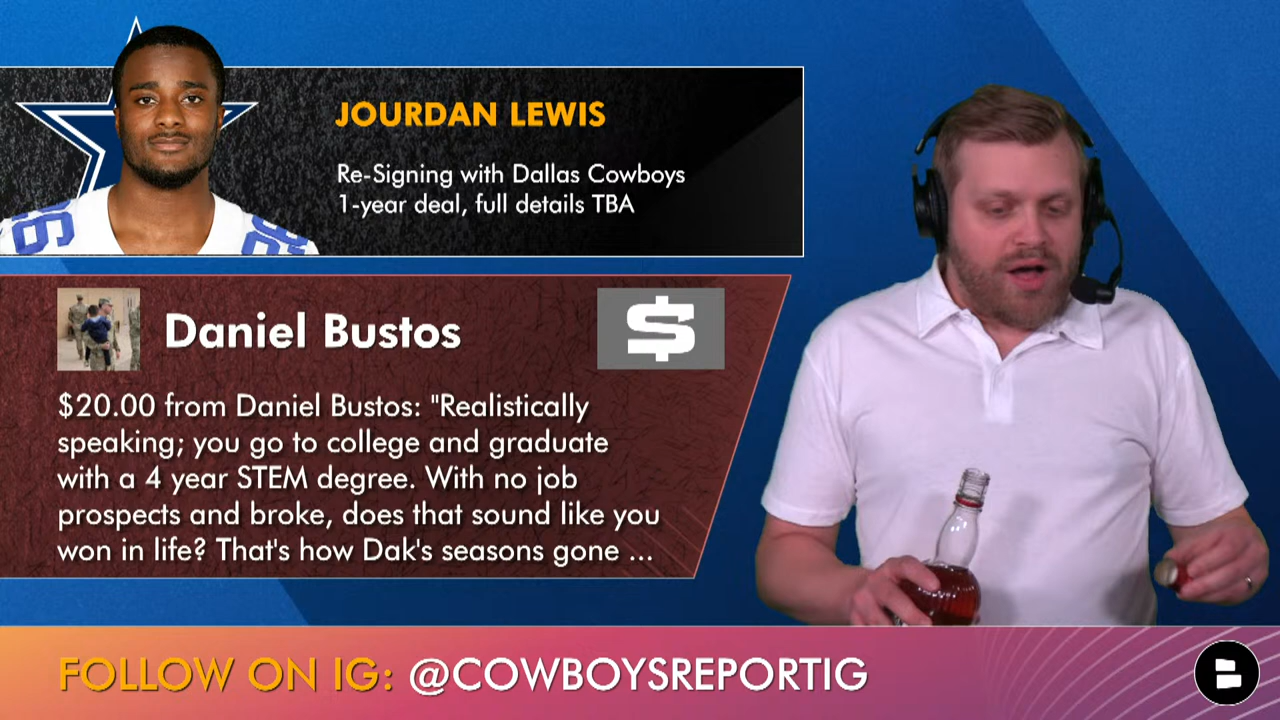 JOURDAN LEWIS
Re-Signing with Dallas Cowboys
1-year deal, full details TBA
Daniel Bustos
$
$20.00 from Daniel Bustos: "Realistically
speaking; you go to college and graduate
with a 4 year STEM degree. With no job
prospects and broke, does that sound like you
won in life? That's how Dak's seasons gone ...
FOLLOW ON IG: @COWBOYSREPORTIG